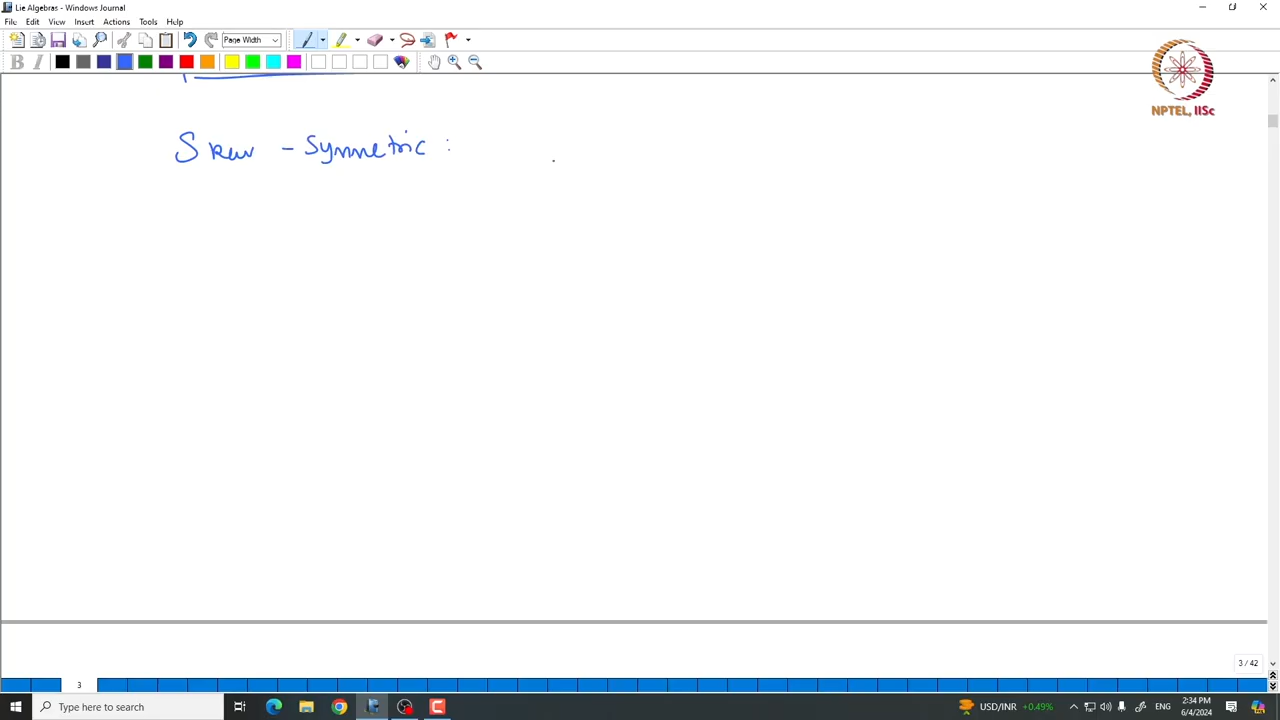 Lie Algebras - Windows Journal
File Edit View Insert Actions Tools Help
Page Width
B I
NPTEL, IISc
Skew - Symmetric :
3 / 42
3
Type here to search
USD/INR +0.49%
ENG
2:34 PM
6/4/2024